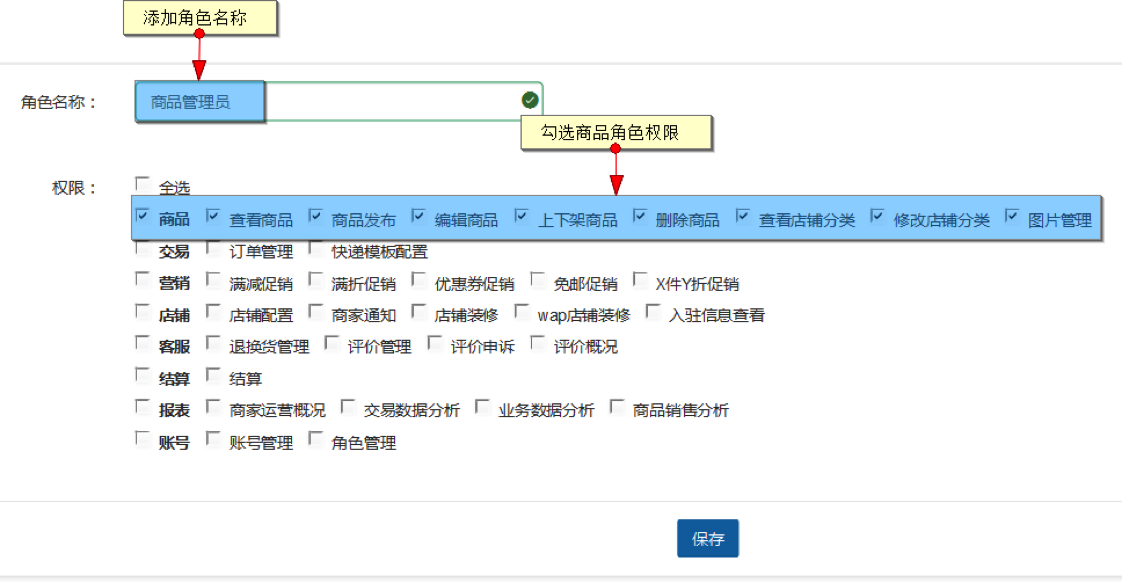 添加角色名称
角色名称：
商品管理员
勾选商品角色权限
权限：
全选
商品 查看商品 商品发布 编辑商品 上下架商品 删除商品 查看店铺分类 修改店铺分类 图片管理
交易 订单管理 快递模板配置
营销 满减促销 满折促销 优惠券促销 免邮促销 X件Y折促销
店铺 店铺配置 商家通知 店铺装修 wap店铺装修 入驻信息查看
客服 退换货管理 评价管理 评价申诉 评价概况
结算 结算
报表 商家运营概况 交易数据分析 业务数据分析 商品销售分析
账号 账号管理 角色管理
保存